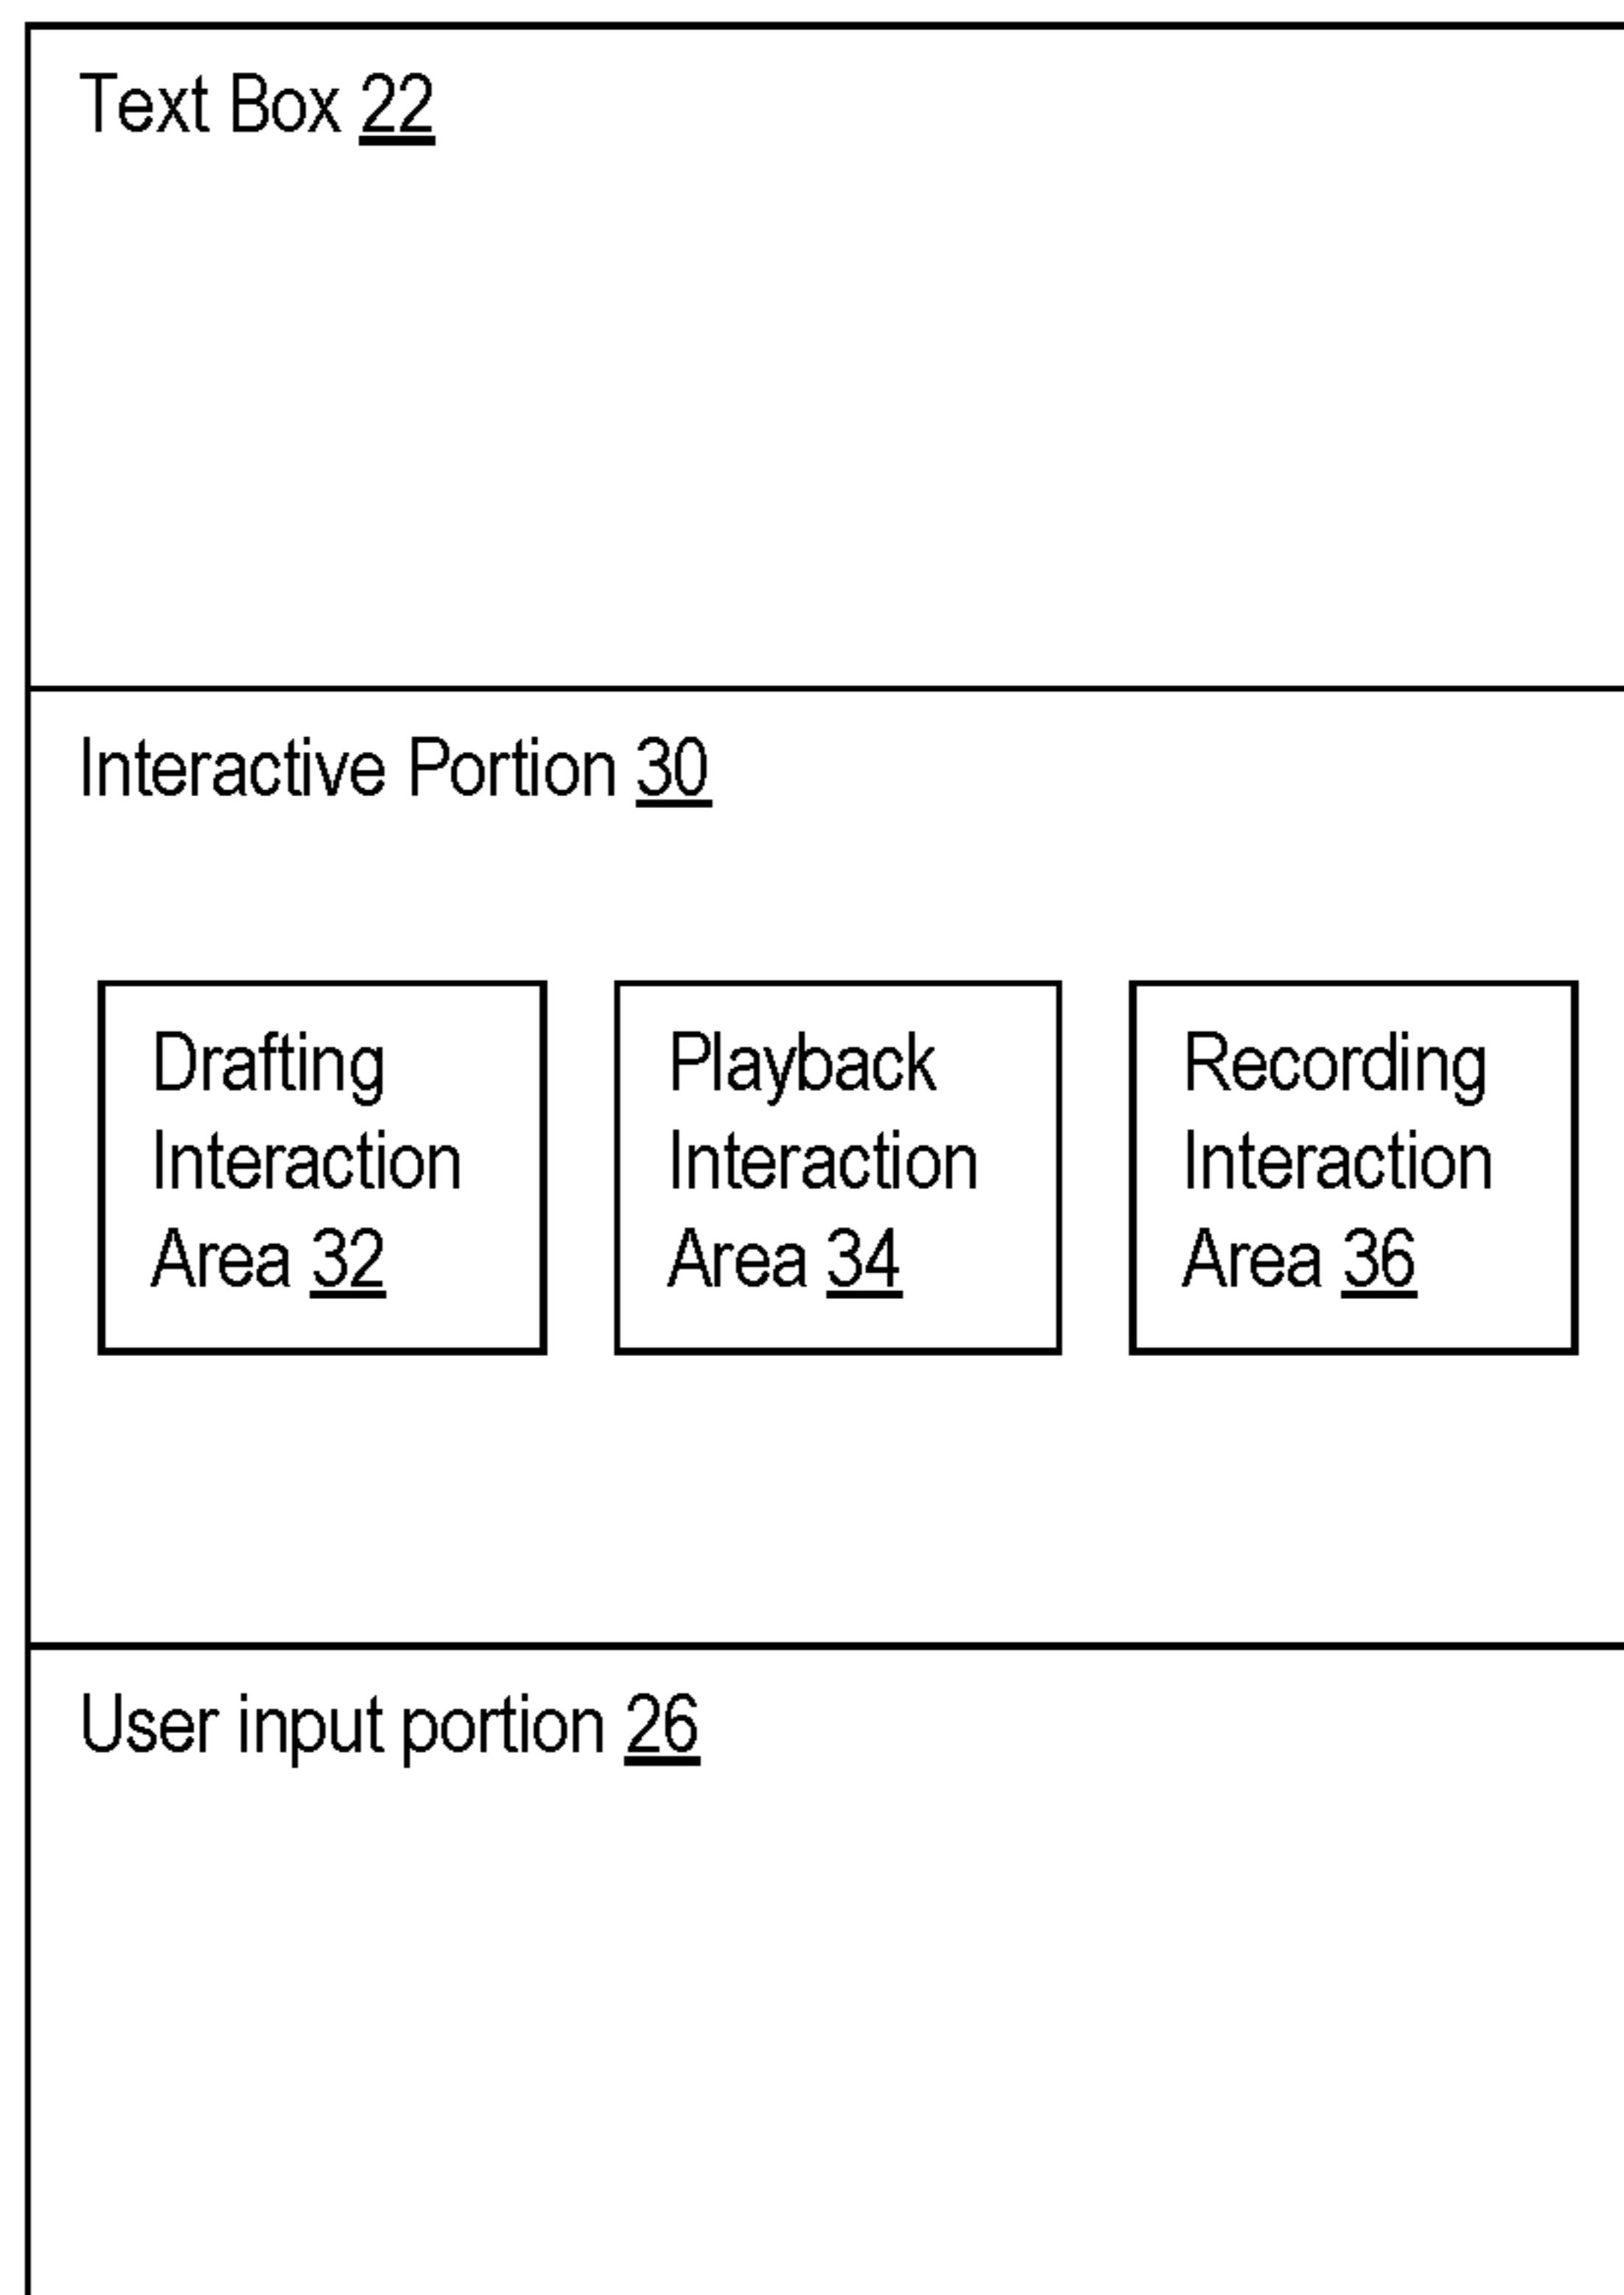 Text Box 22
Interactive Portion 30
Drafting
Interaction
Area 32
Playback
Interaction
Area 34
Recording
Interaction
Area 36
User input portion 26